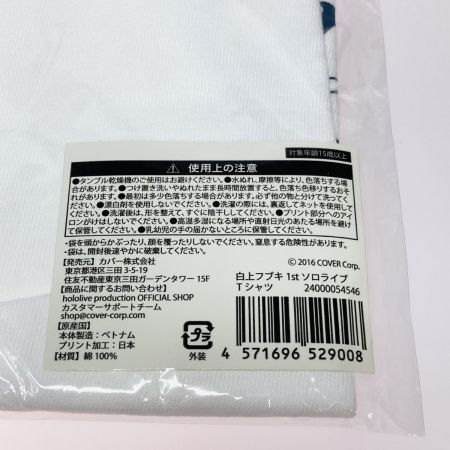 対象年齢15歳以上
使用上の注意
●タンブル乾燥機のご使用はお避けください。●水ぬれ、摩擦等により、色落ちする場
合があります。●つけ置き洗いやぬれたまま長時間放置すると、色落ち色移りするおそ
れがあります。●最初は多少色落ちする場合があります。必ず他の物と分けて洗ってく
ださい。●漂白剤は使用しないでください。●洗濯の際には、裏返してネットを使用して
ください。●洗濯後は、形を整えて、すぐに陰干ししてください。●プリント部分へのアイ
ロンがけはしないでください。●高温多湿になる場所や直射日光のあたる場所を避け
て保管してください。●乳幼児の手の届かないところに保管してください。
・袋を頭からかぶったり、顔を覆ったりしないでください。窒息する危険性があります。
・袋は、開封後速やかに廃棄してください。
【発売元】カバー株式会社
東京都港区三田 3-5-19
住友不動産東京三田ガーデンタワー 15F
【商品に関するお問い合わせ】
hololive production OFFICIAL SHOP
カスタマーサポートチーム
shop@cover-corp.com
【原産国】
本体製造：ベトナム
プリント加工：日本
【材質】綿 100%
© 2016 COVER Corp.
白上フブキ 1st ソロライブ
Tシャツ 24000054546
プラ
外装
4 571696 529008